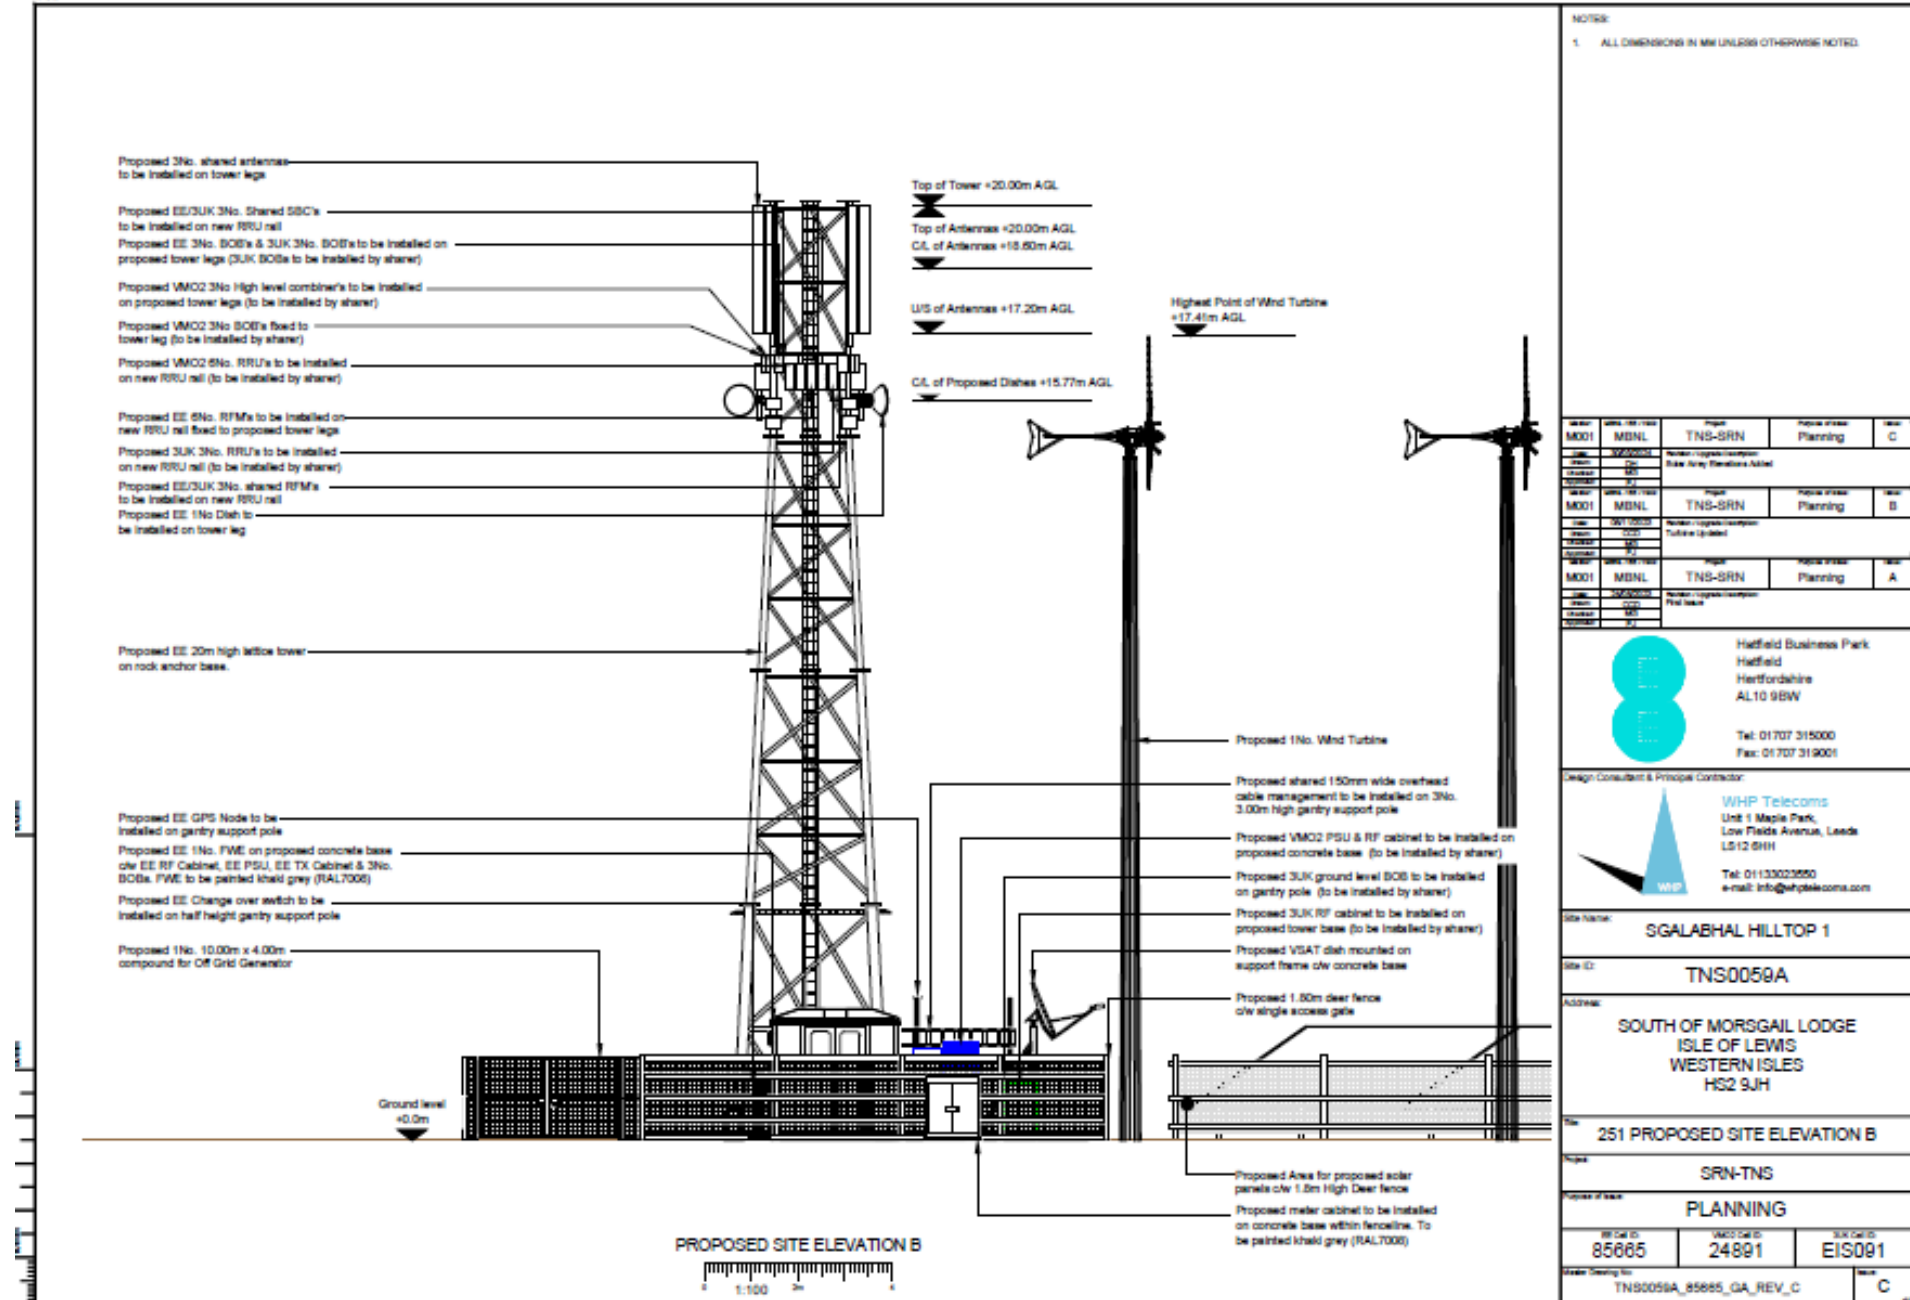 Proposed 3No. shared antennas
to be installed on tower legs
Proposed EE/3UK 3No. Shared SBC's
to be installed on new RRU rail
Proposed EE 3No. BOB's & 3UK 3No. BOB's to be installed on
proposed tower legs (3UK BOBs to be installed by sharer)
Proposed VMO2 3No High level combiner's to be installed
on proposed tower legs (to be installed by sharer)
Proposed VMO2 3No BOB's fixed to
tower leg (to be installed by sharer)
Proposed VMO2 6No. RRU's to be installed
on new RRU rail (to be installed by sharer)
Proposed EE 6No. RFM's to be installed on
new RRU rail fixed to proposed tower legs
Proposed 3UK 3No. RRU's to be installed
on new RRU rail (to be installed by sharer)
Proposed EE/3UK 3No. shared RFM's
to be installed on new RRU rail
Proposed EE 1No Dish to
be installed on tower leg
Proposed EE 20m high lattice tower
on rock anchor base.
Proposed EE GPS Node to be
installed on gantry support pole
Proposed EE 1No. FWE on proposed concrete base
c/w EE RF Cabinet, EE PSU, EE TX Cabinet & 3No.
BOBs. FWE to be painted khaki grey (RAL7008)
Proposed EE Change over switch to be
installed on half height gantry support pole
Proposed 1No. 10.00m x 4.00m
compound for Off Grid Generator
Ground level
+0.0m
Top of Tower +20.00m AGL
Top of Antennas +20.00m AGL
C/L of Antennas +18.60m AGL
U/S of Antennas +17.20m AGL
C/L of Proposed Dishes +15.77m AGL
Highest Point of Wind Turbine
+17.41m AGL
Proposed 1No. Wind Turbine
Proposed shared 150mm wide overhead
cable management to be installed on 3No.
3.00m high gantry support pole
Proposed VMO2 PSU & RF cabinet to be installed on
proposed concrete base (to be installed by sharer)
Proposed 3UK ground level BOB to be installed
on gantry pole (to be installed by sharer)
Proposed 3UK RF cabinet to be installed on
proposed tower base (to be installed by sharer)
Proposed VSAT dish mounted on
support frame c/w concrete base
Proposed 1.80m deer fence
c/w single access gate
Proposed Area for proposed solar
panels c/w 1.8m High Deer fence
Proposed meter cabinet to be installed
on concrete base within fenceline. To
be painted khaki grey (RAL7008)
PROPOSED SITE ELEVATION B
1:100
NOTES:
1. ALL DIMENSIONS IN MM UNLESS OTHERWISE NOTED.
M001 MBNL TNS-SRN Planning C
Solar Array Elevations Added
M001 MBNL TNS-SRN Planning B
Turbine Updated
M001 MBNL TNS-SRN Planning A
First Issue
Hatfield Business Park
Hatfield
Hertfordshire
AL10 9BW
Tel: 01707 315000
Fax: 01707 319001
Design Consultant & Principal Contractor:
WHP Telecoms
Unit 1 Maple Park,
Low Fields Avenue, Leeds
LS12 6HH
Tel: 01133023550
e-mail: info@whptelecoms.com
WHP
Site Name:
SGALABHAL HILLTOP 1
Site ID:
TNS0059A
Address:
SOUTH OF MORSGAIL LODGE
ISLE OF LEWIS
WESTERN ISLES
HS2 9JH
Title:
251 PROPOSED SITE ELEVATION B
Project:
SRN-TNS
Purpose of Issue:
PLANNING
EE Cell ID: VMO2 Cell ID: 3UK Cell ID:
85665 24891 EIS091
Master Drawing No: Issue:
TNS0059A_85665_GA_REV_C C